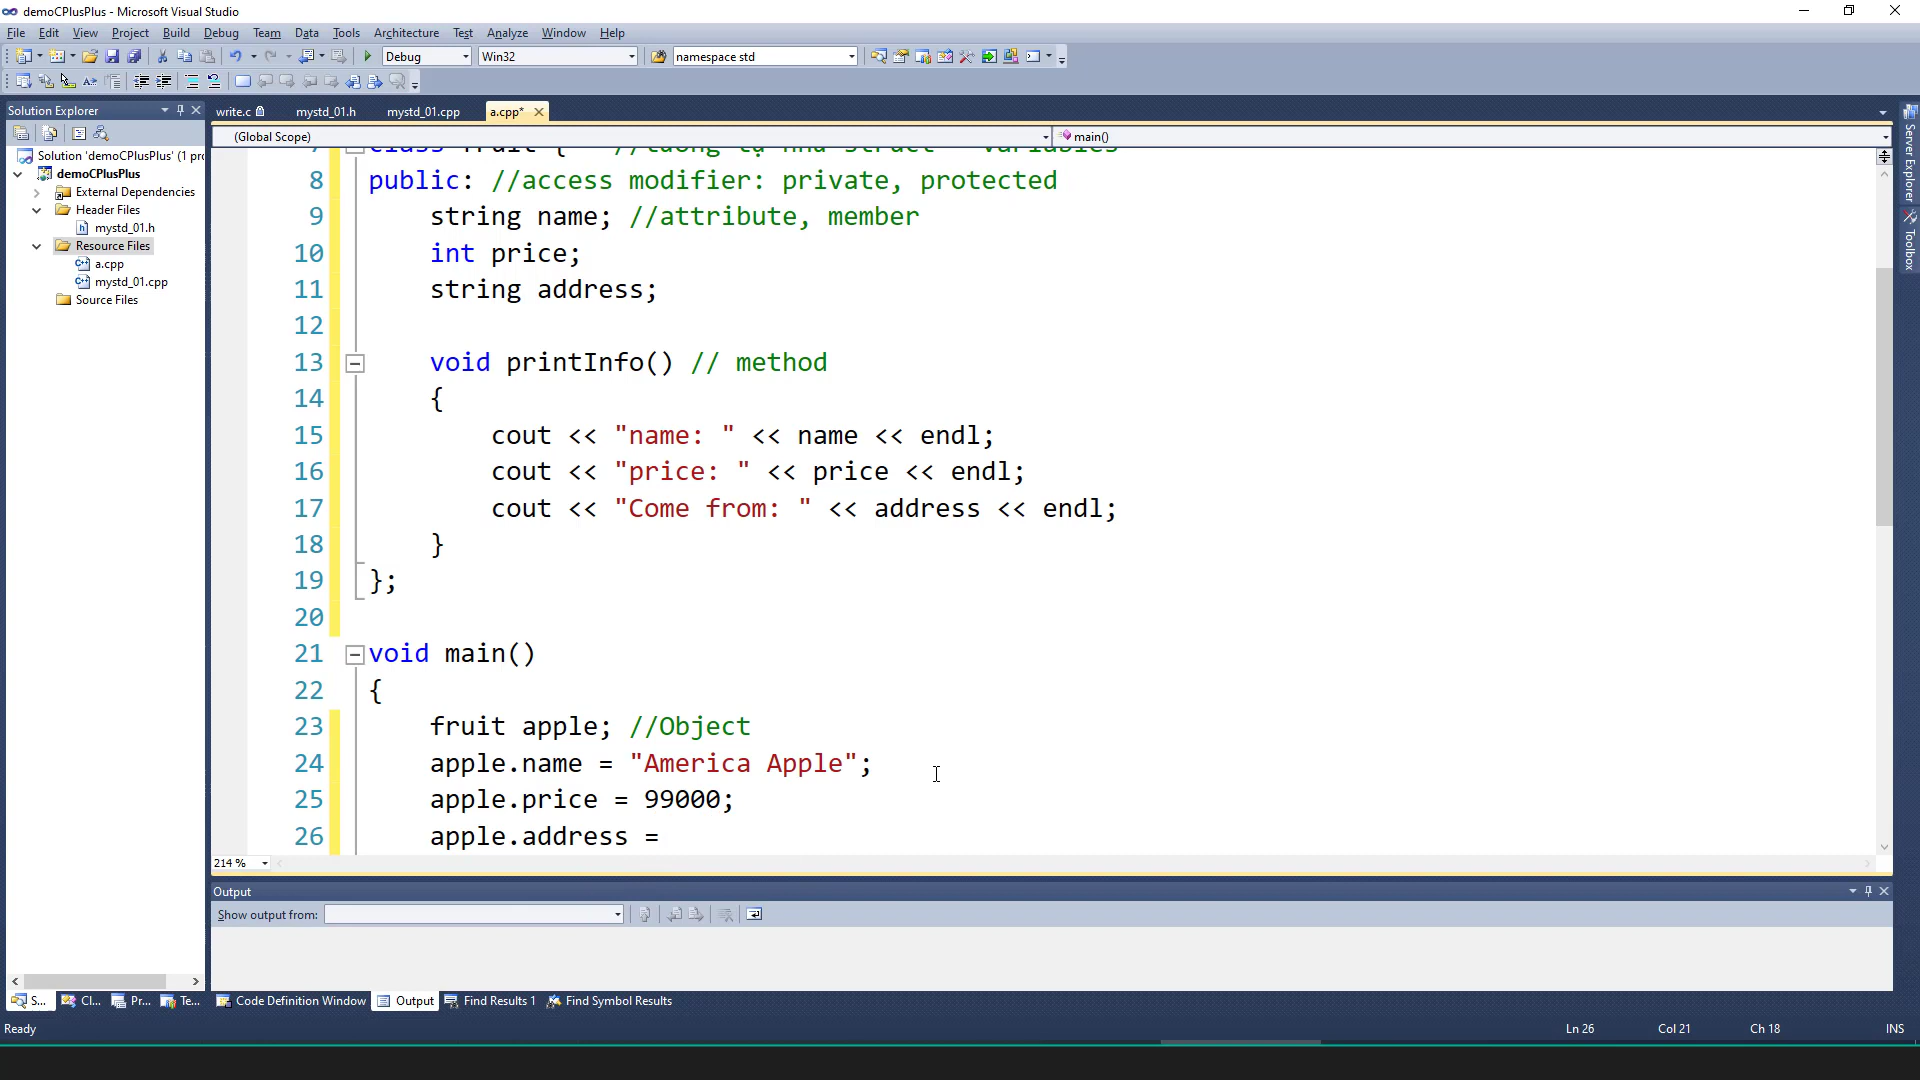 demoCPlusPlus - Microsoft Visual Studio
File Edit View Project Build Debug Team Data Tools Architecture Test Analyze Window Help
Debug Win32 namespace std
Solution Explorer
write.c mystd_01.h mystd_01.cpp a.cpp*
(Global Scope) main()
Solution 'demoCPlusPlus' (1 pro
demoCPlusPlus
External Dependencies
Header Files
mystd_01.h
Resource Files
a.cpp
mystd_01.cpp
Source Files
7 class fruit { //tương tự như struct - variables
8 public: //access modifier: private, protected
9 string name; //attribute, member
10 int price;
11 string address;
12
13 void printInfo() // method
14 {
15 cout << "name: " << name << endl;
16 cout << "price: " << price << endl;
17 cout << "Come from: " << address << endl;
18 }
19 };
20
21 void main()
22 {
23 fruit apple; //Object
24 apple.name = "America Apple";
25 apple.price = 99000;
26 apple.address =
214 %
Output
Show output from:
S... Cl... Pr... Te... Code Definition Window Output Find Results 1 Find Symbol Results
Ready Ln 26 Col 21 Ch 18 INS
Server Explorer
Toolbox